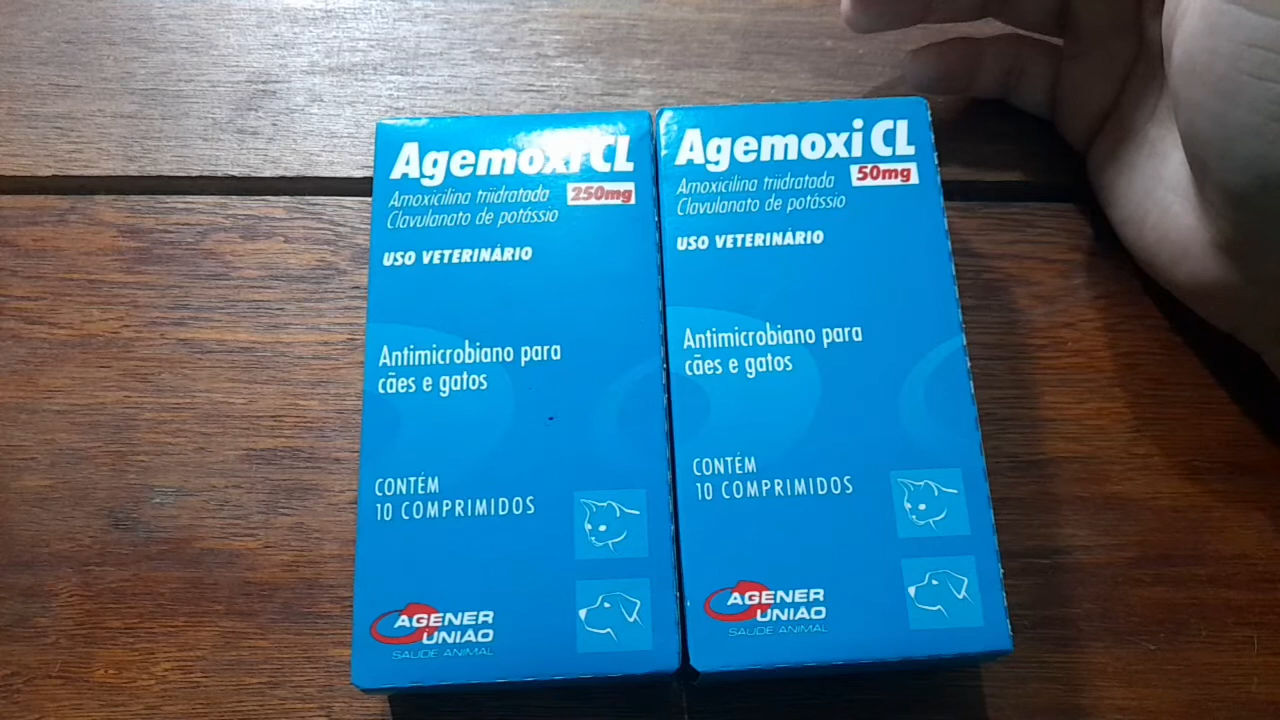 Agemoxi CL
Amoxicilina triidratada 250mg
Clavulanato de potássio
USO VETERINÁRIO
Antimicrobiano para
cães e gatos
CONTÉM
10 COMPRIMIDOS
AGENER
UNIÃO
SAÚDE ANIMAL
Agemoxi CL
Amoxicilina triidratada 50mg
Clavulanato de potássio
USO VETERINÁRIO
Antimicrobiano para
cães e gatos
CONTÉM
10 COMPRIMIDOS
AGENER
UNIÃO
SAÚDE ANIMAL